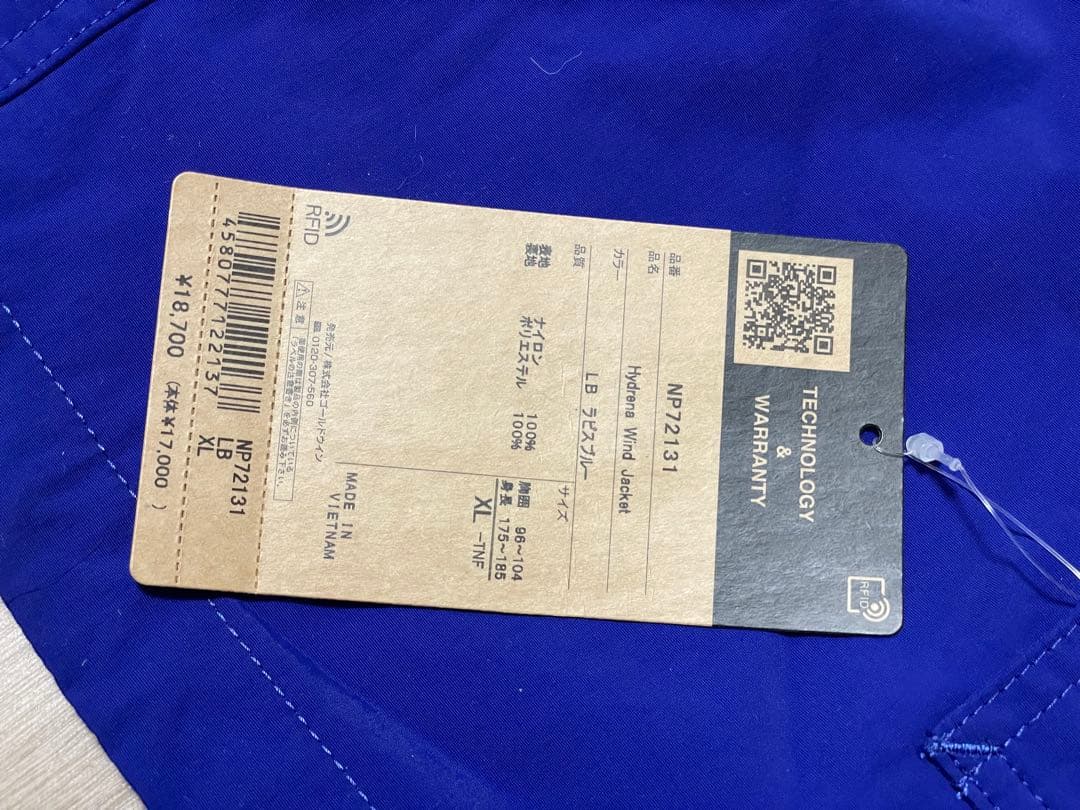 TECHNOLOGY
&
WARRANTY
RFID
品番 NP72131
品名 Hydrena Wind Jacket
カラー LB ラピスブルー
品質
表地 ナイロン 100%
裏地 ポリエステル 100%
サイズ
胸囲 96~104
身長 175~185
XL -TNF
MADE IN
VIETNAM
発売元/株式会社ゴールドウイン
0120-307-560
注意
RFID
4580771122137
NP72131
LB
XL
¥18,700 (本体¥17,000 )